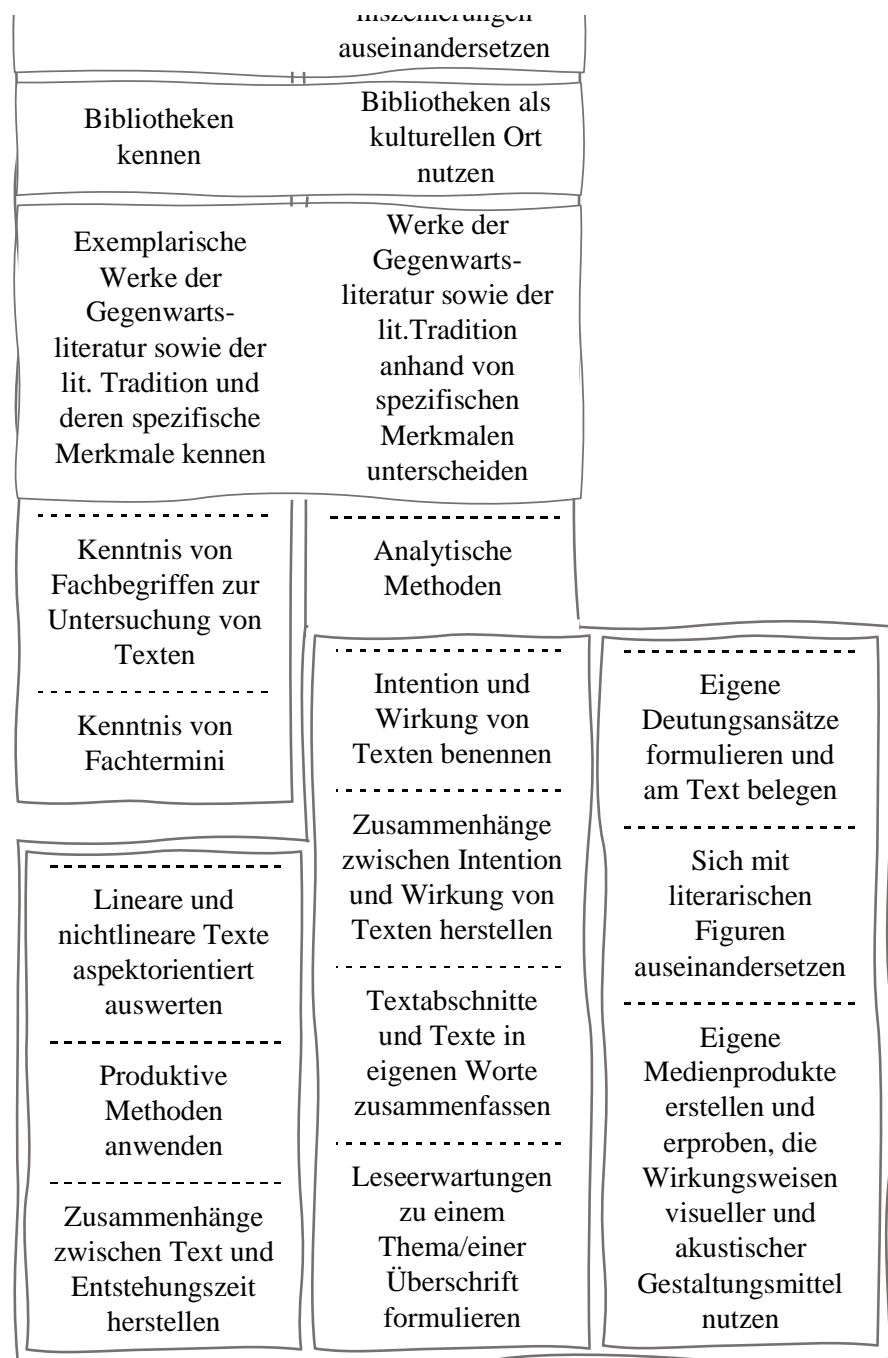 auseinandersetzen
Bibliotheken
kennen
Bibliotheken als
kulturellen Ort
nutzen
Exemplarische
Werke der
Gegenwarts-
literatur sowie der
lit. Tradition und
deren spezifische
Merkmale kennen
Werke der
Gegenwarts-
literatur sowie der
lit.Tradition
anhand von
spezifischen
Merkmalen
unterscheiden
Kenntnis von
Fachbegriffen zur
Untersuchung von
Texten
Kenntnis von
Fachtermini
Analytische
Methoden
Lineare und
nichtlineare Texte
aspektorientiert
auswerten
Produktive
Methoden
anwenden
Zusammenhänge
zwischen Text und
Entstehungszeit
herstellen
Intention und
Wirkung von
Texten benennen
Zusammenhänge
zwischen Intention
und Wirkung von
Texten herstellen
Textabschnitte
und Texte in
eigenen Worte
zusammenfassen
Leseerwartungen
zu einem
Thema/einer
Überschrift
formulieren
Eigene
Deutungsansätze
formulieren und
am Text belegen
Sich mit
literarischen
Figuren
auseinandersetzen
Eigene
Medienprodukte
erstellen und
erproben, die
Wirkungsweisen
visueller und
akustischer
Gestaltungsmittel
nutzen